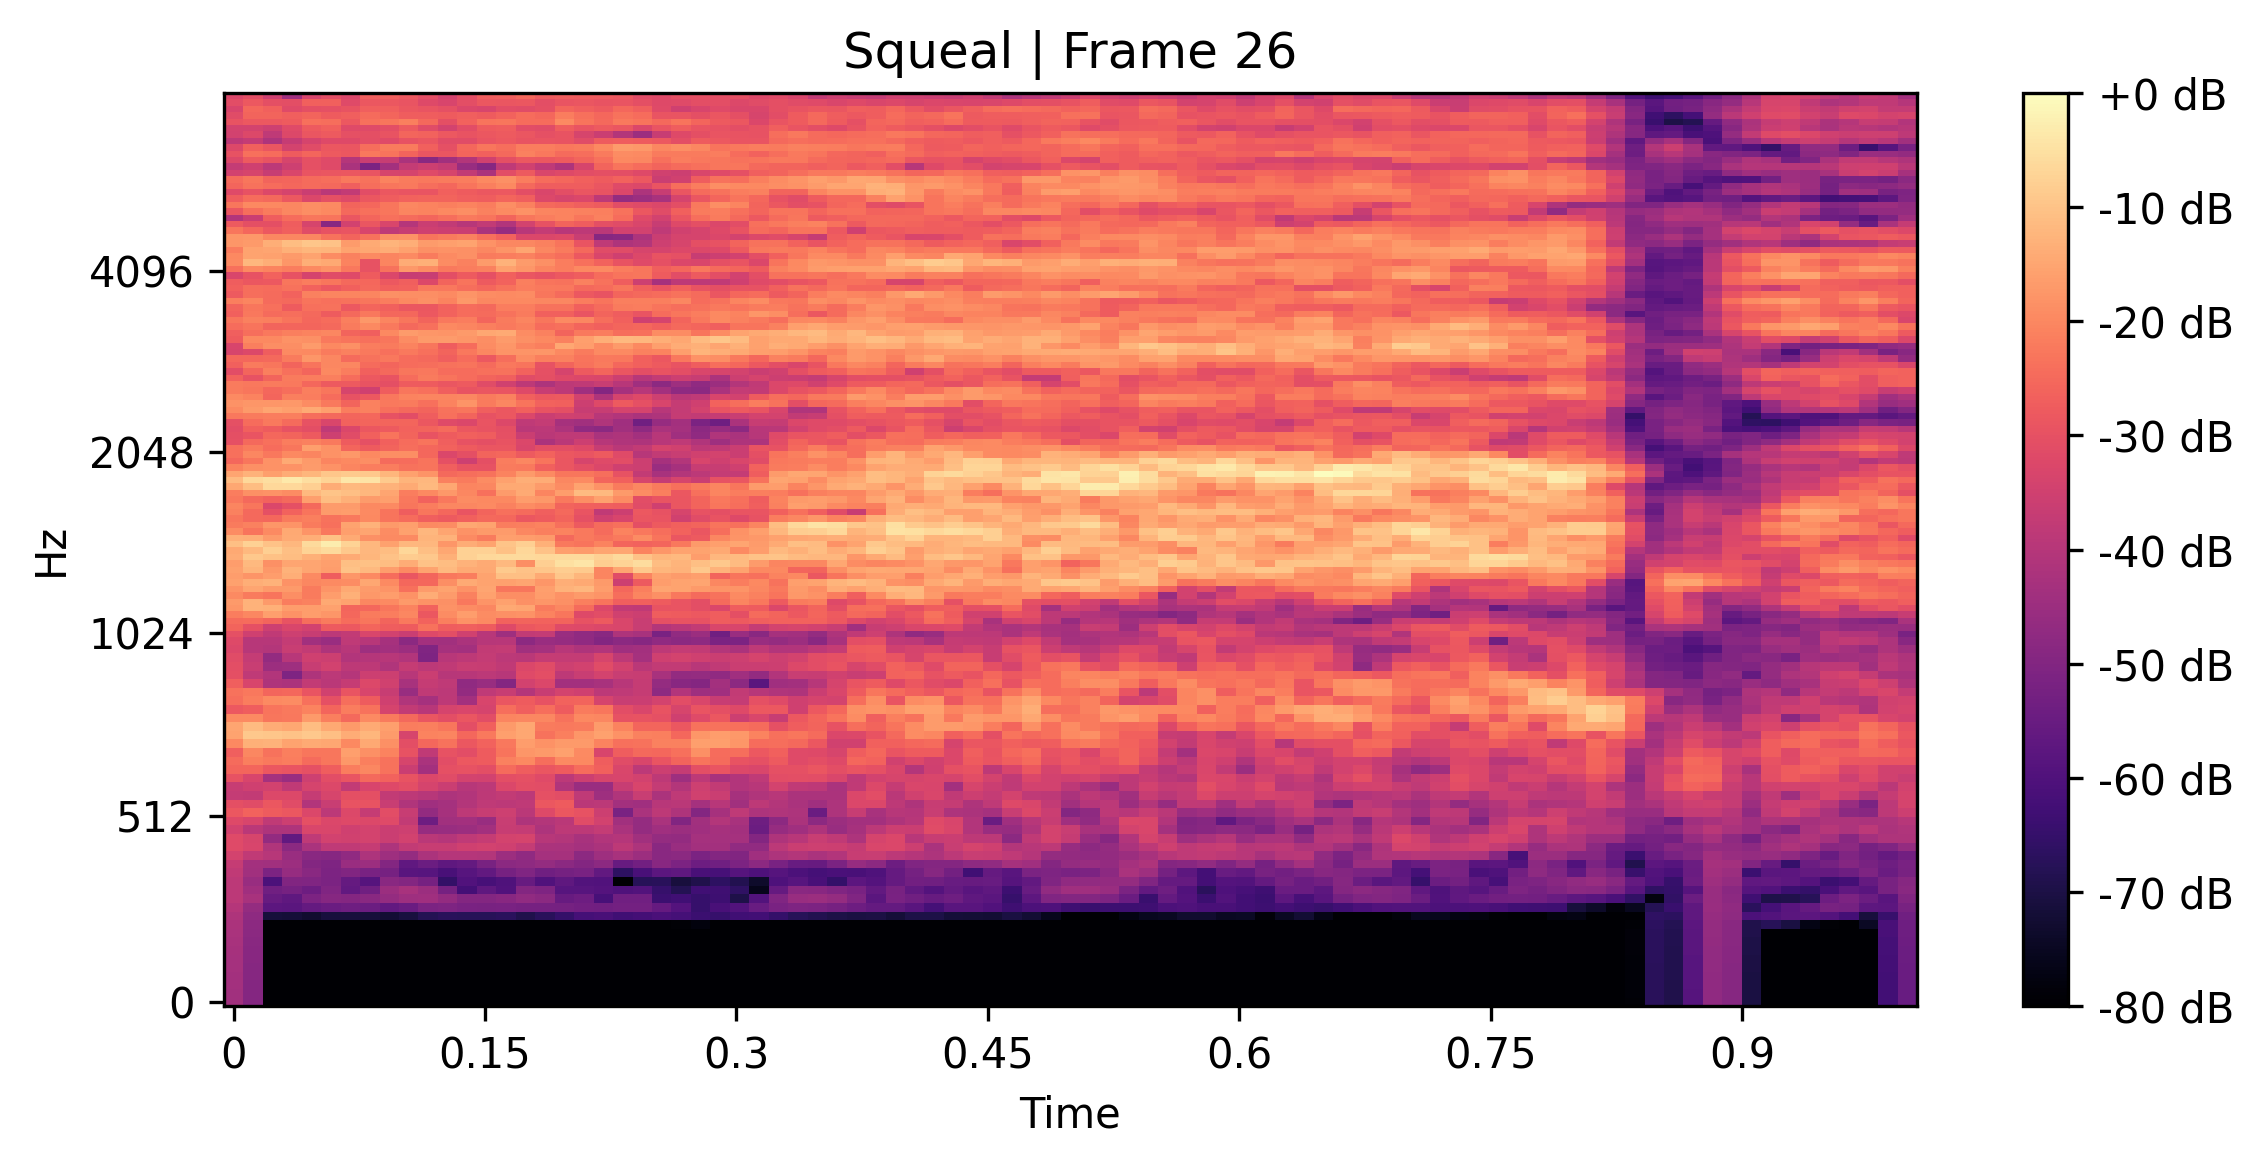 Squeal | Frame 26
+0 dB
-10 dB
-20 dB
-30 dB
-40 dB
-50 dB
-60 dB
-70 dB
-80 dB
Hz
4096
2048
1024
512
0
0 0.15 0.3 0.45 0.6 0.75 0.9
Time